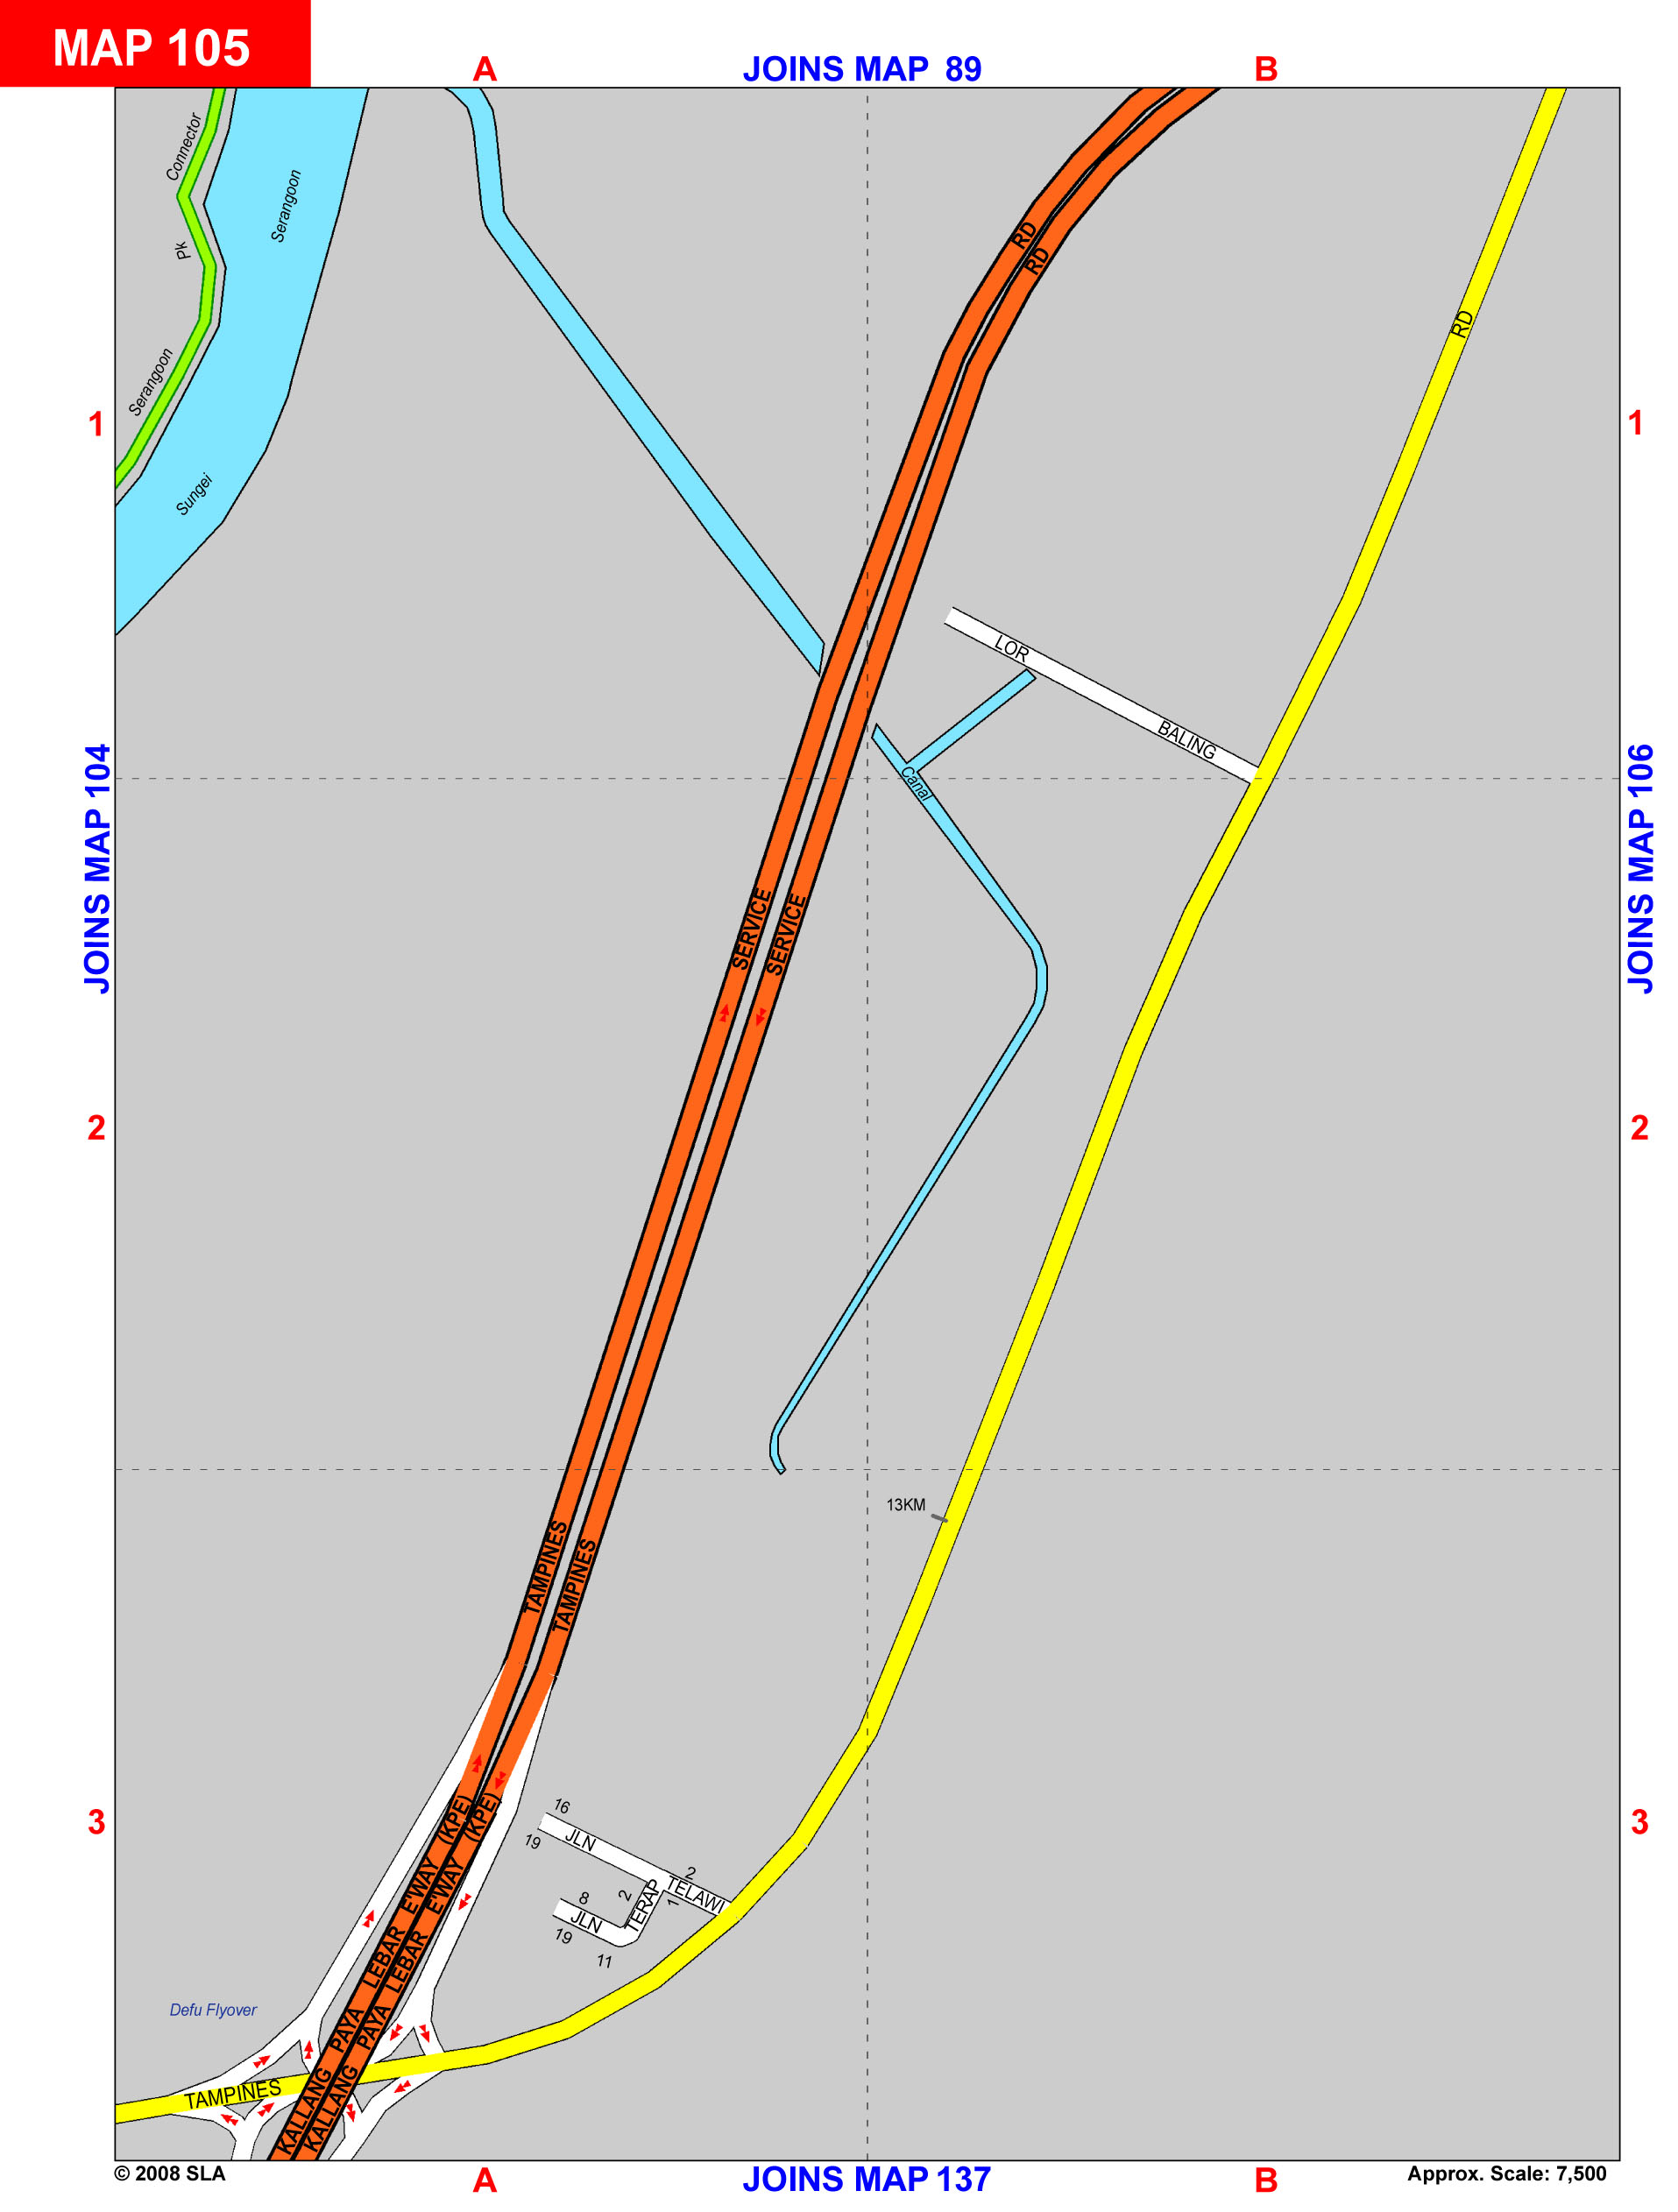 MAP 105
A
JOINS MAP 89
B
Connector
Serangoon
Pk
RD
RD
RD
Serangoon
1
1
Sungei
LOR
BALING
JOINS MAP 104
JOINS MAP 106
Canal
SERVICE
SERVICE
2
2
13KM
TAMPINES
TAMPINES
3
3
16
JLN
19
2
TELAWI
1
8
2
TERAP
JLN
19
11
KALLANG PAYA LEBAR E'WAY (KPE)
KALLANG PAYA LEBAR E'WAY (KPE)
Defu Flyover
TAMPINES
© 2008 SLA
A
JOINS MAP 137
B
Approx. Scale: 7,500